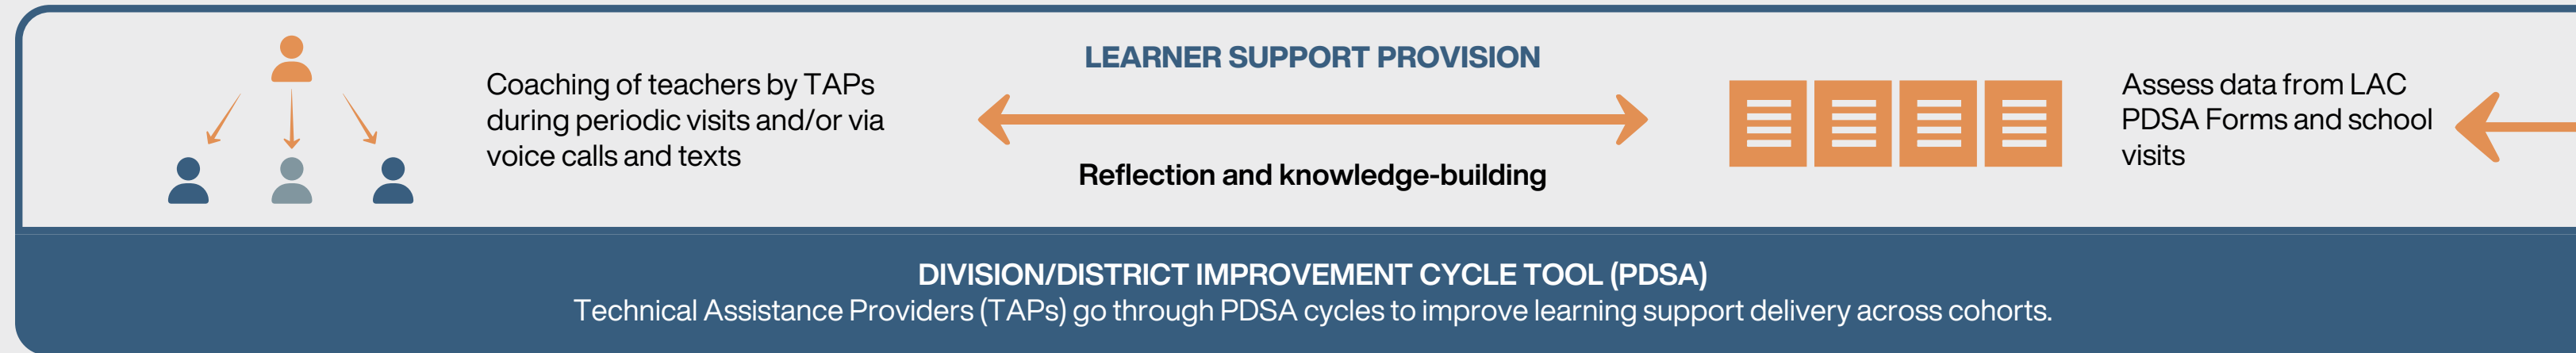 Coaching of teachers by TAPs
during periodic visits and/or via
voice calls and texts
LEARNER SUPPORT PROVISION
Reflection and knowledge-building
Assess data from LAC
PDSA Forms and school
visits
DIVISION/DISTRICT IMPROVEMENT CYCLE TOOL (PDSA)
Technical Assistance Providers (TAPs) go through PDSA cycles to improve learning support delivery across cohorts.